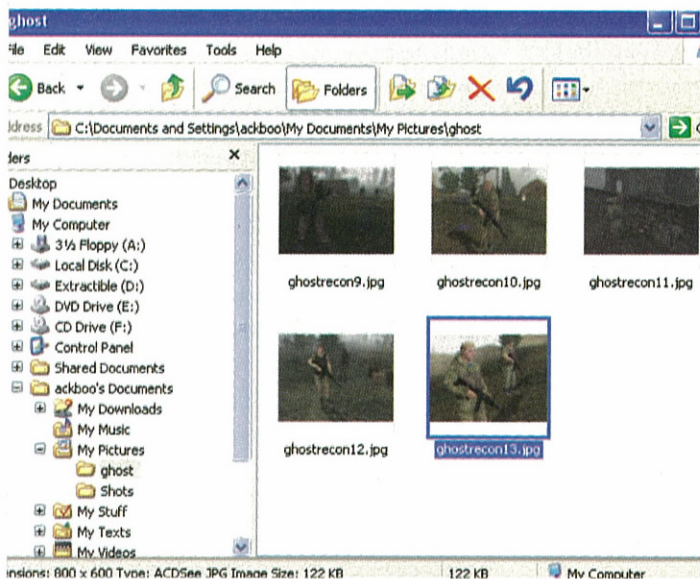 ghost
File Edit View Favorites Tools Help
Back Search Folders
Address C:\Documents and Settings\ackboo\My Documents\My Pictures\ghost
ders
Desktop
My Documents
My Computer
3½ Floppy (A:)
Local Disk (C:)
Extractible (D:)
DVD Drive (E:)
CD Drive (F:)
Control Panel
Shared Documents
ackboo's Documents
My Downloads
My Music
My Pictures
ghost
Shots
My Stuff
My Texts
My Videos
ghostrecon9.jpg ghostrecon10.jpg ghostrecon11.jpg
ghostrecon12.jpg ghostrecon13.jpg
ensions: 800 x 600 Type: ACDSee JPG Image Size: 122 KB 122 KB My Computer